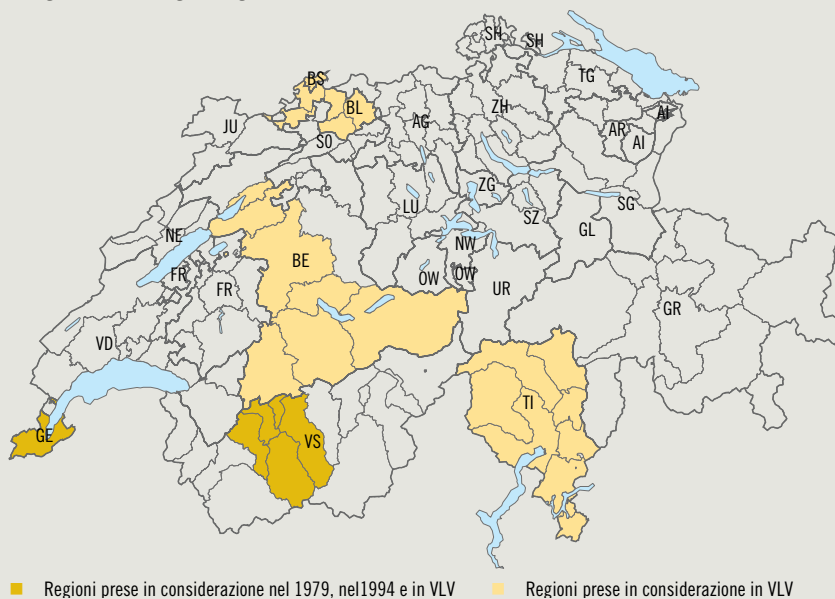 SH
SH
BS
TG
BL
ZH
AI
JU
AG
AR
SO
AI
ZG
LU
SG
SZ
NE
GL
NW
BE
FR
OW
OW
FR
UR
GR
VD
TI
GE
VS
Regioni prese in considerazione nel 1979, nel1994 e in VLV
Regioni prese in considerazione in VLV